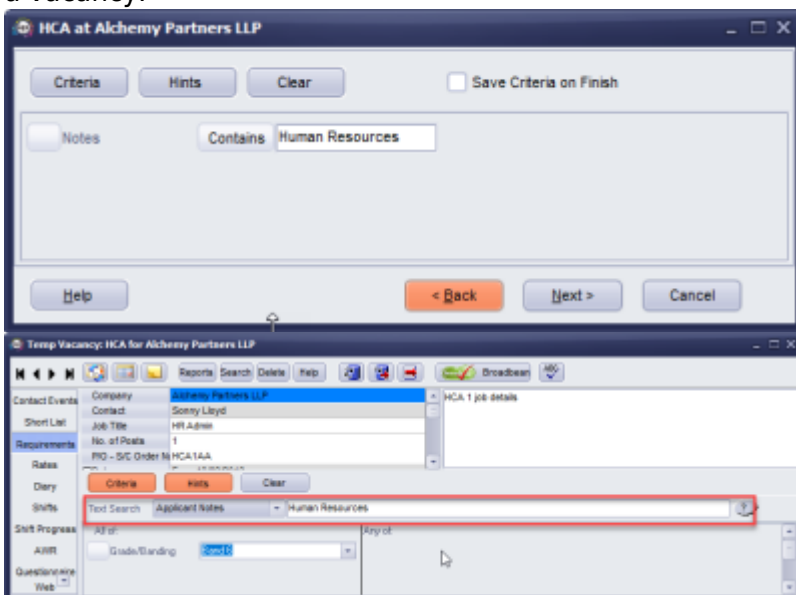 a vacancy.
HCA at Alchemy Partners LLP
Criteria Hints Clear Save Criteria on Finish
Notes Contains Human Resources
Help < Back Next > Cancel
Temp Vacancy: HCA for Alchemy Partners LLP
Reports Search Delete Help Broadbean ABC
Contact Events Company Alchemy Partners LLP HCA 1 job details
Contact Sonny Lloyd
Short List Job Title HR Admin
Requirements No. of Posts 1
HCA1AA
Rates
Diary Criteria Hints Clear
Shifts Text Search Applicant Notes Human Resources
Shift Progress All of: Any of:
AWR Grade/Banding Band 6
Questionnaire
Web